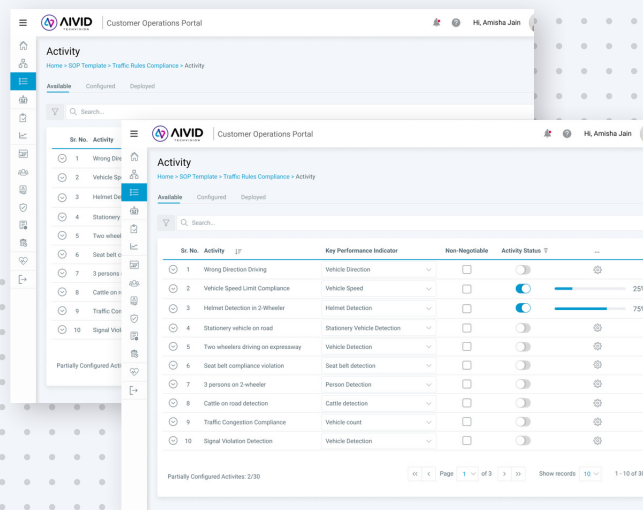 AIVID
TECHVISION
Customer Operations Portal
Hi, Amisha Jain
Activity
Home > SOP Template > Traffic Rules Compliance > Activity
Available Configured Deployed
Search...
Sr. No. Activity
1 Wrong Dire
2 Vehicle Sp
3 Helmet De
4 Stationery
5 Two wheel
6 Seat belt c
7 3 persons
8 Cattle on r
9 Traffic Con
10 Signal Viol
Partially Configured Acti
AIVID
TECHVISION
Customer Operations Portal
Hi, Amisha Jain
Activity
Home > SOP Template > Traffic Rules Compliance > Activity
Available Configured Deployed
Search...
Sr. No. Activity Key Performance Indicator Non-Negotiable Activity Status ...
1 Wrong Direction Driving Vehicle Direction
2 Vehicle Speed Limit Compliance Vehicle Speed 25%
3 Helmet Detection in 2-Wheeler Helmet Detection 75%
4 Stationery vehicle on road Stationery Vehicle Detection
5 Two wheelers driving on expressway Vehicle Detection
6 Seat belt compliance violation Seat belt detection
7 3 persons on 2-wheeler Person Detection
8 Cattle on road detection Cattle detection
9 Traffic Congestion Compliance Vehicle count
10 Signal Violation Detection Vehicle Detection
Partially Configured Activites: 2/30 << < Page 1 of 3 > >> Show records 10 1 - 10 of 30